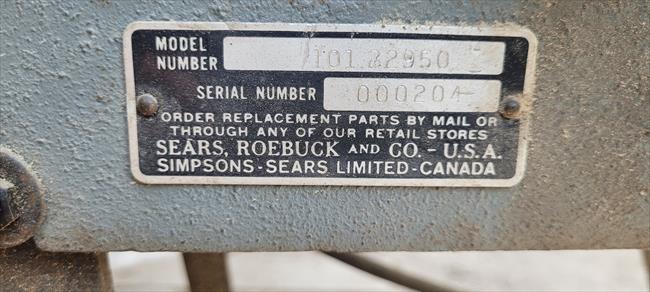 MODEL
NUMBER 101.22950
SERIAL NUMBER 000204
ORDER REPLACEMENT PARTS BY MAIL OR
THROUGH ANY OF OUR RETAIL STORES
SEARS, ROEBUCK AND CO. - U.S.A.
SIMPSONS-SEARS LIMITED-CANADA